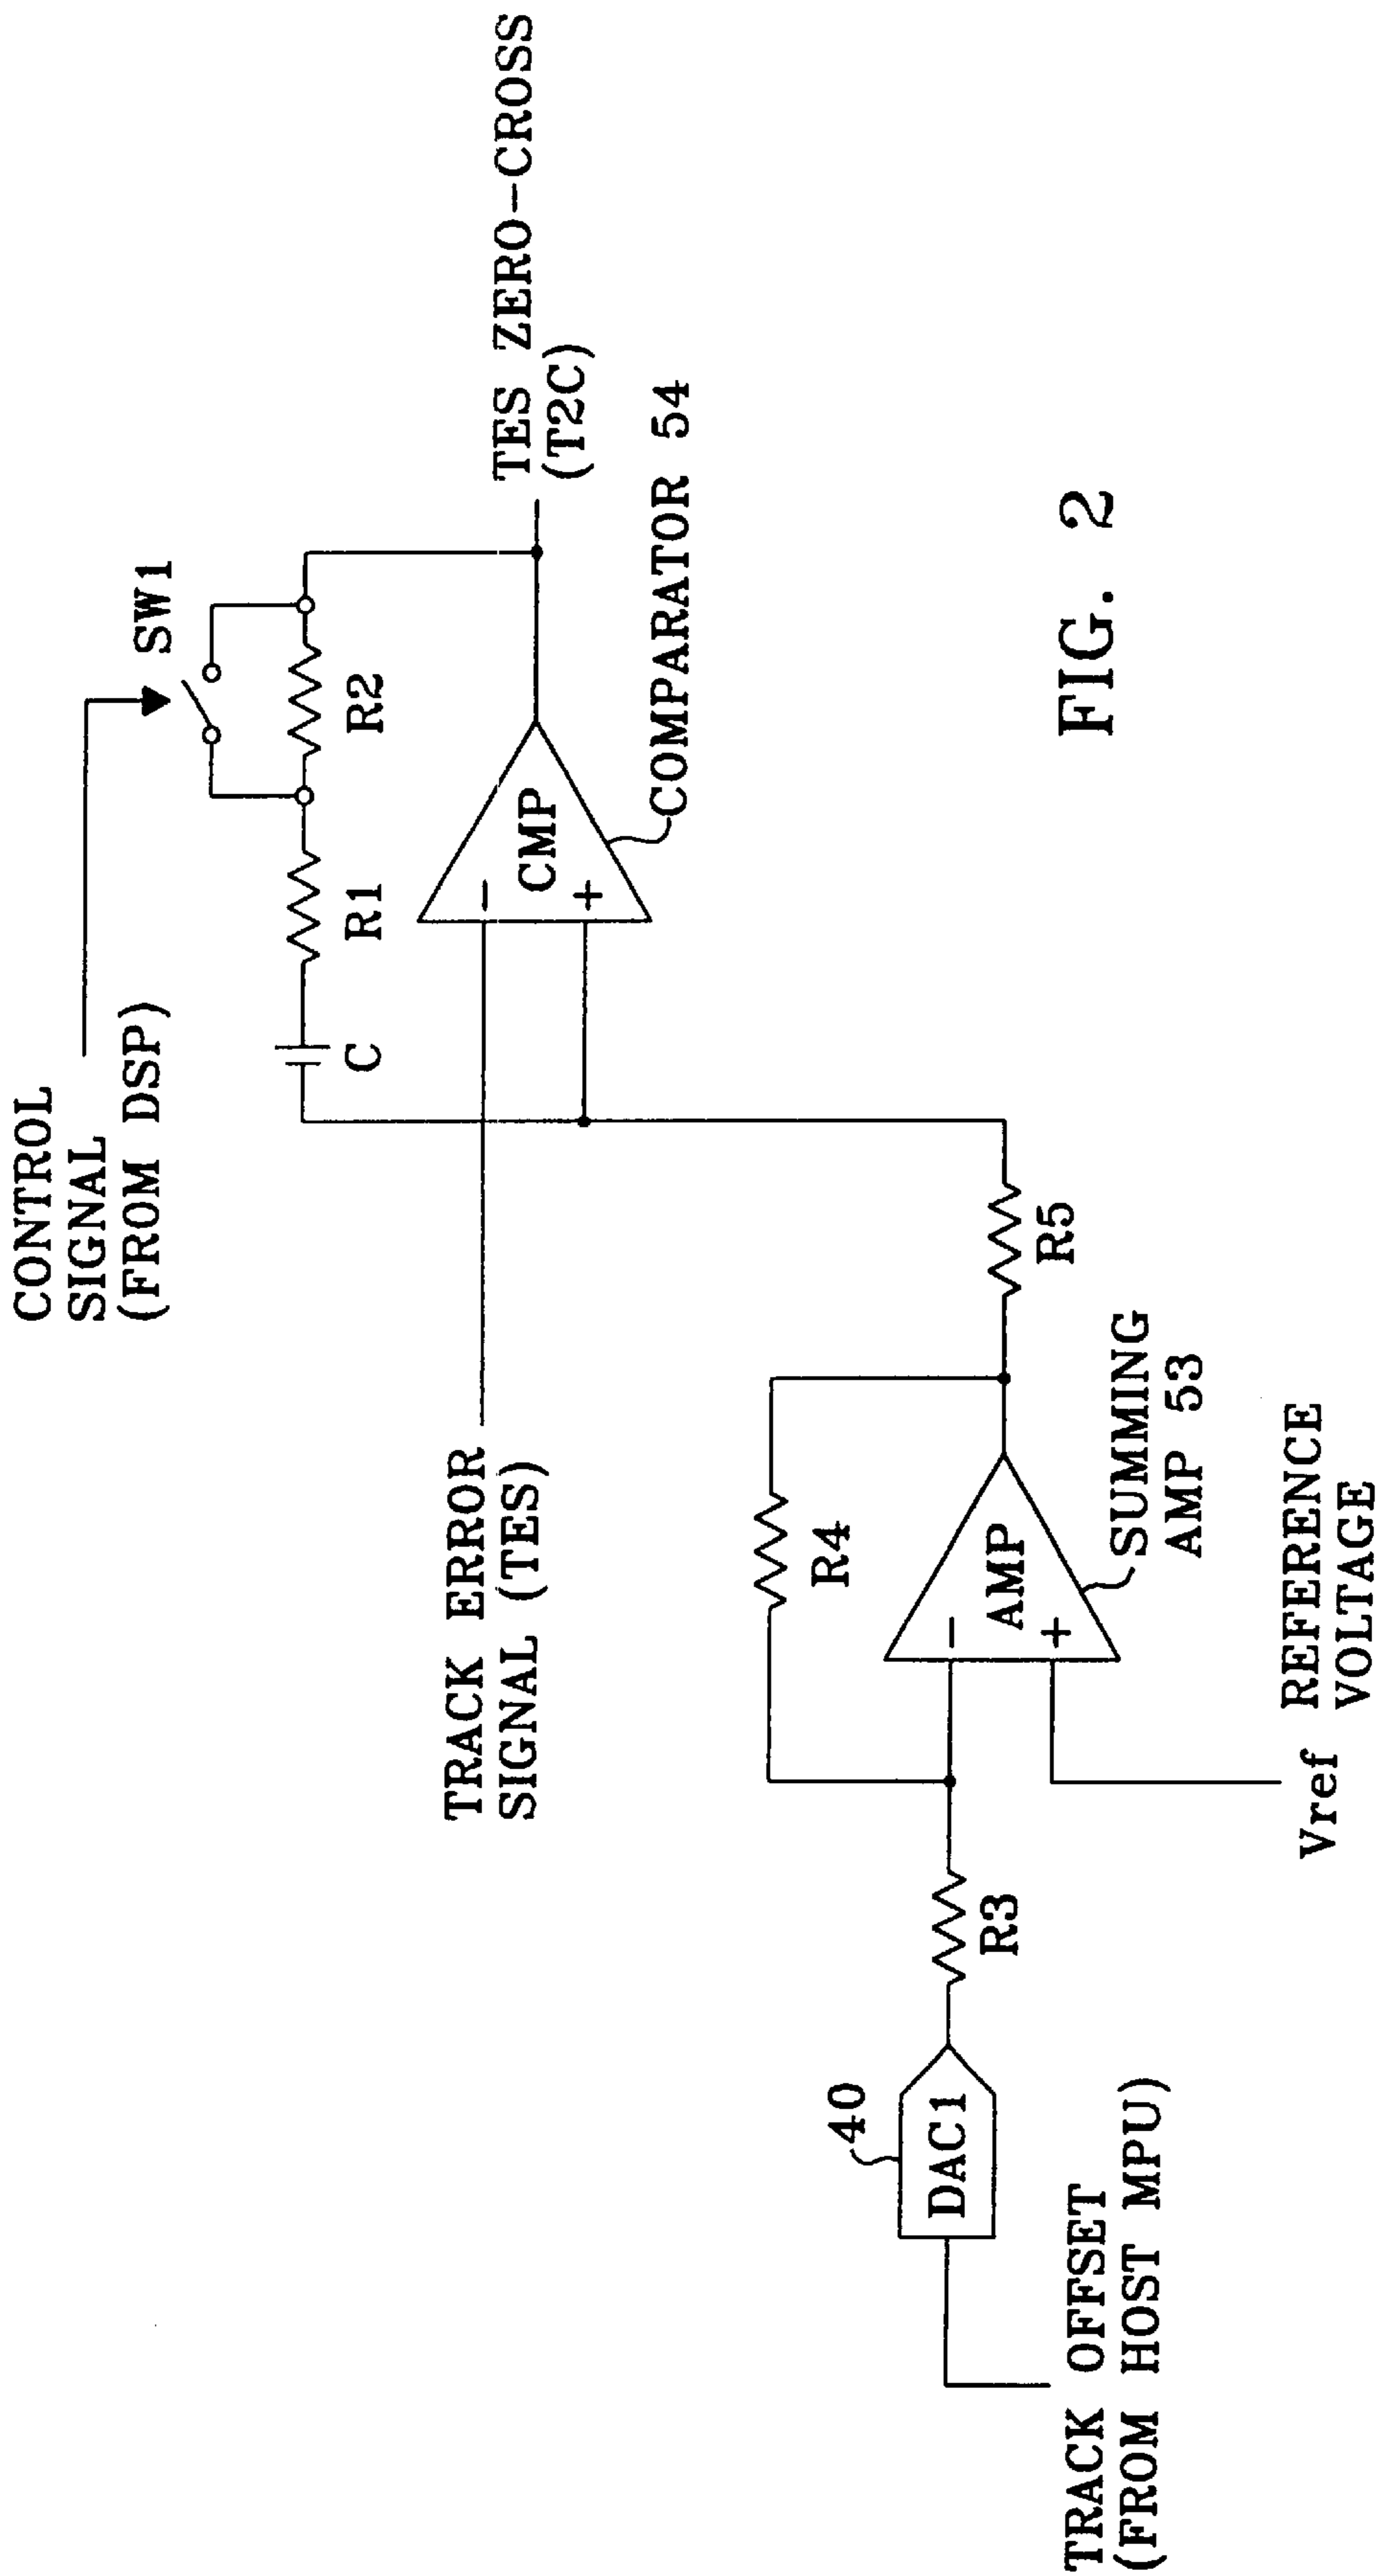 CONTROL
SIGNAL
(FROM DSP)
SW1
C
R1
R2
TRACK ERROR
SIGNAL (TES)
CMP
−
+
TES ZERO-CROSS
(T2C)
COMPARATOR 54
R4
R5
TRACK OFFSET
(FROM HOST MPU)
40
DAC1
R3
AMP
−
+
SUMMING
AMP 53
Vref
REFERENCE
VOLTAGE
FIG. 2